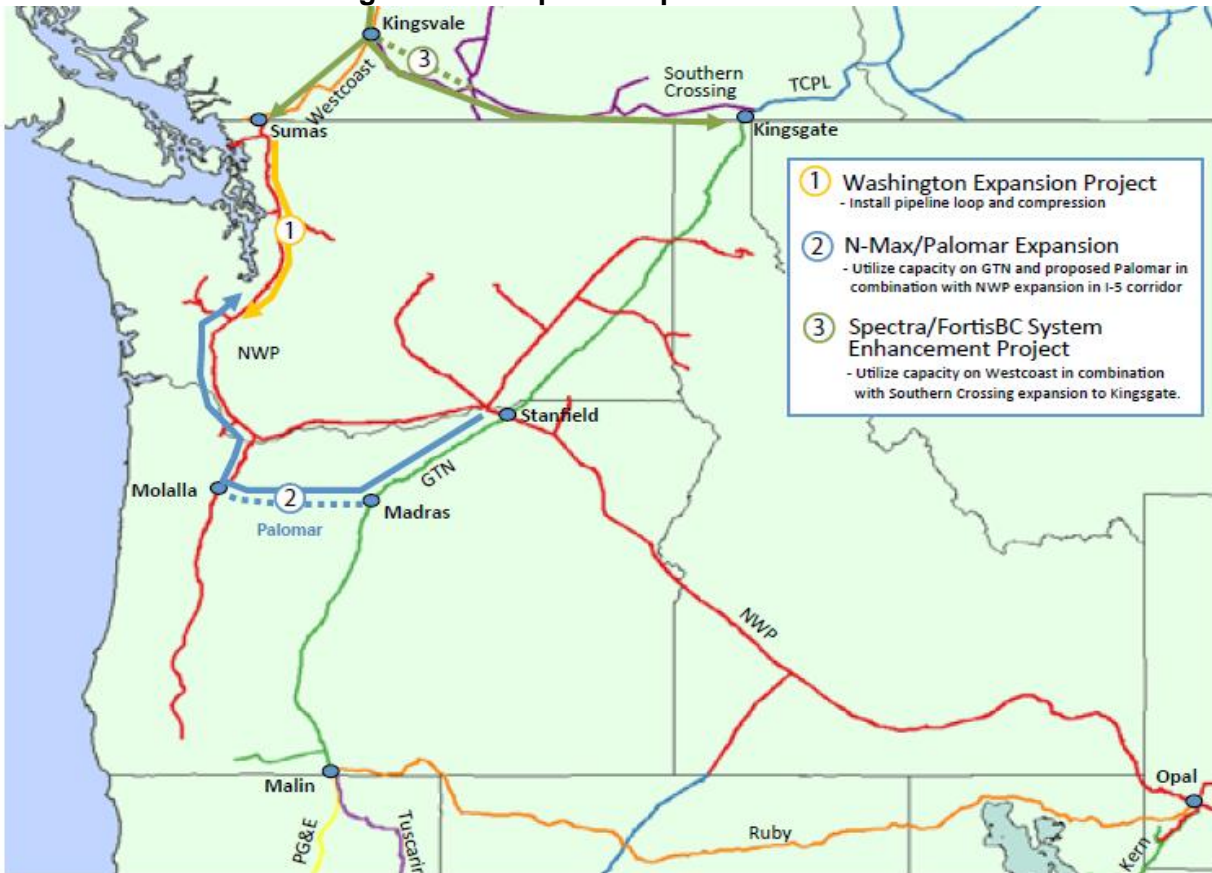 Kingsvale
3
Westcoast
Southern
Crossing
TCPL
Sumas
Kingsgate
1 Washington Expansion Project
- Install pipeline loop and compression
2 N-Max/Palomar Expansion
- Utilize capacity on GTN and proposed Palomar in
combination with NWP expansion in I-5 corridor
3 Spectra/FortisBC System
Enhancement Project
- Utilize capacity on Westcoast in combination
with Southern Crossing expansion to Kingsgate.
1
NWP
Stanfield
GTN
Molalla
2
Madras
Palomar
NWP
Malin
Opal
PG&E
Tuscarin
Ruby
Kern